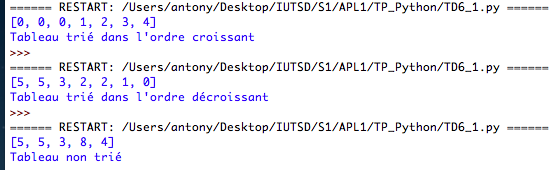 ====== RESTART: /Users/antony/Desktop/IUTSD/S1/APL1/TP_Python/TD6_1.py ======
[0, 0, 0, 1, 2, 3, 4]
Tableau trié dans l'ordre croissant
>>>
====== RESTART: /Users/antony/Desktop/IUTSD/S1/APL1/TP_Python/TD6_1.py ======
[5, 5, 3, 2, 2, 1, 0]
Tableau trié dans l'ordre décroissant
>>>
====== RESTART: /Users/antony/Desktop/IUTSD/S1/APL1/TP_Python/TD6_1.py ======
[5, 5, 3, 8, 4]
Tableau non trié